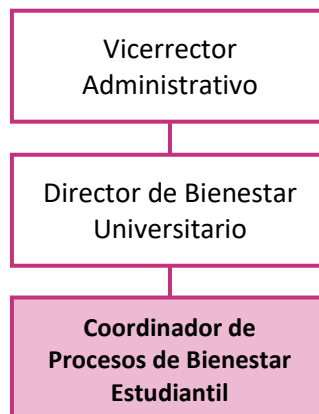 Vicerrector
Administrativo
Director de Bienestar
Universitario
Coordinador de
Procesos de Bienestar
Estudiantil